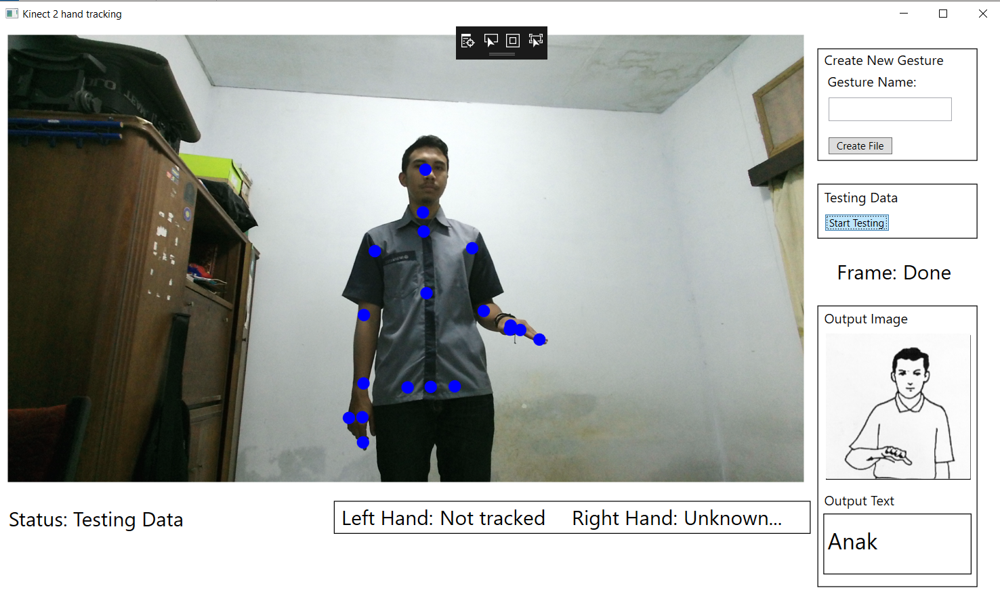 Kinect 2 hand tracking
Create New Gesture
Gesture Name:
Create File
Testing Data
Start Testing
Frame: Done
Output Image
Output Text
Anak
Status: Testing Data
Left Hand: Not tracked
Right Hand: Unknown...